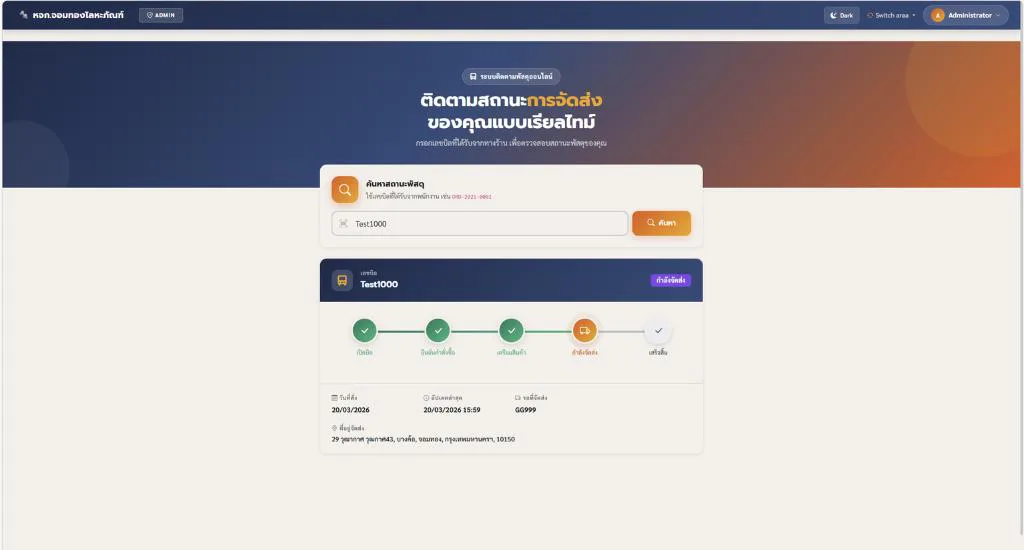 หจก.จอมทองโลหะภัณฑ์
ADMIN
Dark
Switch area
A
Administrator
ระบบติดตามพัสดุออนไลน์
ติดตามสถานะการจัดส่ง
ของคุณแบบเรียลไทม์
กรอกเลขบิลที่ได้รับจากทางร้าน เพื่อตรวจสอบสถานะพัสดุของคุณ
ค้นหาสถานะพัสดุ
ใช้เลขบิลที่ได้รับจากพนักงาน เช่น ORD-2021-0001
Test1000
ค้นหา
เลขบิล
Test1000
กำลังจัดส่ง
เปิดบิล
ยืนยันคำสั่งซื้อ
เตรียมสินค้า
กำลังจัดส่ง
เสร็จสิ้น
วันที่สั่ง
อัปเดตล่าสุด
รถที่จัดส่ง
20/03/2026
20/03/2026 15:59
GG999
ที่อยู่จัดส่ง
29 วุฒากาศ วุฒากาศ43, บางค้อ, จอมทอง, กรุงเทพมหานครฯ, 10150